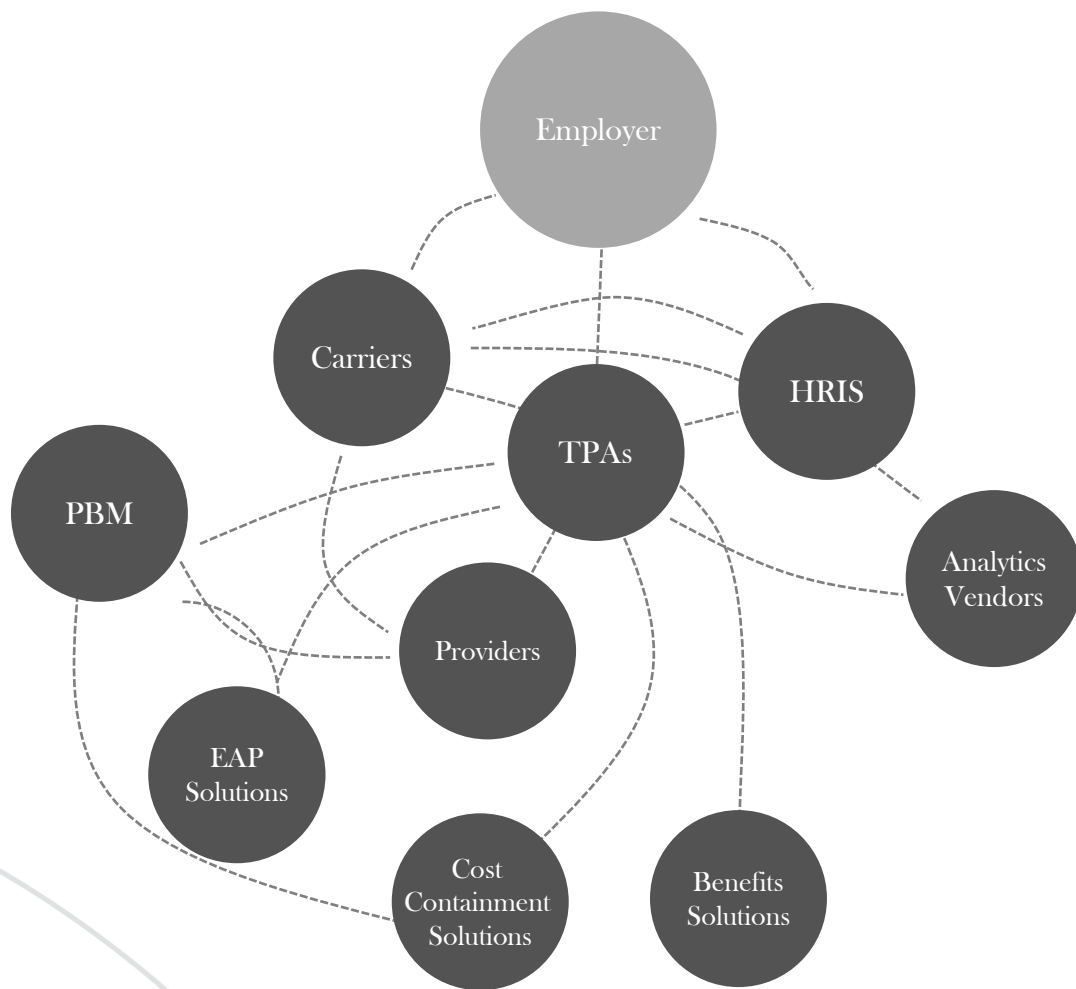 Employer
Carriers
HRIS
TPAs
PBM
Analytics
Vendors
Providers
EAP
Solutions
Cost
Containment
Solutions
Benefits
Solutions